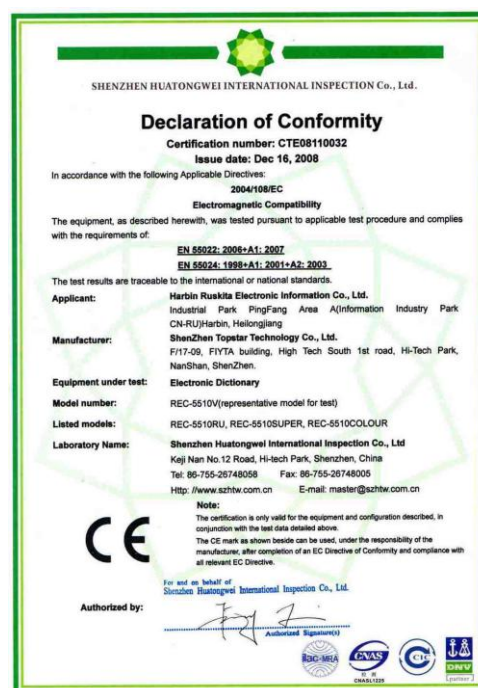 SHENZHEN HUATONGWEI INTERNATIONAL INSPECTION Co., Ltd.
Declaration of Conformity
Certification number: CTE08110032
Issue date: Dec 16, 2008
In accordance with the following Applicable Directives:
2004/108/EC
Electromagnetic Compatibility
The equipment, as described herewith, was tested pursuant to applicable test procedure and complies
with the requirements of:
EN 55022: 2006+A1: 2007
EN 55024: 1998+A1: 2001+A2: 2003
The test results are traceable to the international or national standards.
Applicant: Harbin Ruskita Electronic Information Co., Ltd.
Industrial Park PingFang Area A(Information Industry Park
CN-RU)Harbin, Heilongjiang
Manufacturer: ShenZhen Topstar Technology Co., Ltd.
F/17-09, FIYTA building, High Tech South 1st road, Hi-Tech Park,
NanShan, ShenZhen.
Equipment under test: Electronic Dictionary
Model number: REC-5510V(representative model for test)
Listed models: REC-5510RU, REC-5510SUPER, REC-5510COLOUR
Laboratory Name: Shenzhen Huatongwei International Inspection Co., Ltd
Keji Nan No.12 Road, Hi-tech Park, Shenzhen, China
Tel: 86-755-26748058 Fax: 86-755-26748005
Http: //www.szhtw.com.cn E-mail: master@szhtw.com.cn
Note:
The certification is only valid for the equipment and configuration described, in
conjunction with the test data detailed above.
The CE mark as shown beside can be used, under the responsibility of the
manufacturer, after completion of an EC Directive of Conformity and compliance with
all relevant EC Directive.
CE
For and on behalf of
Shenzhen Huatongwei International Inspection Co., Ltd.
Authorized by:
Authorized Signature(s)
ilac-MRA
CNAS
CNASL1225
CIC
DNV